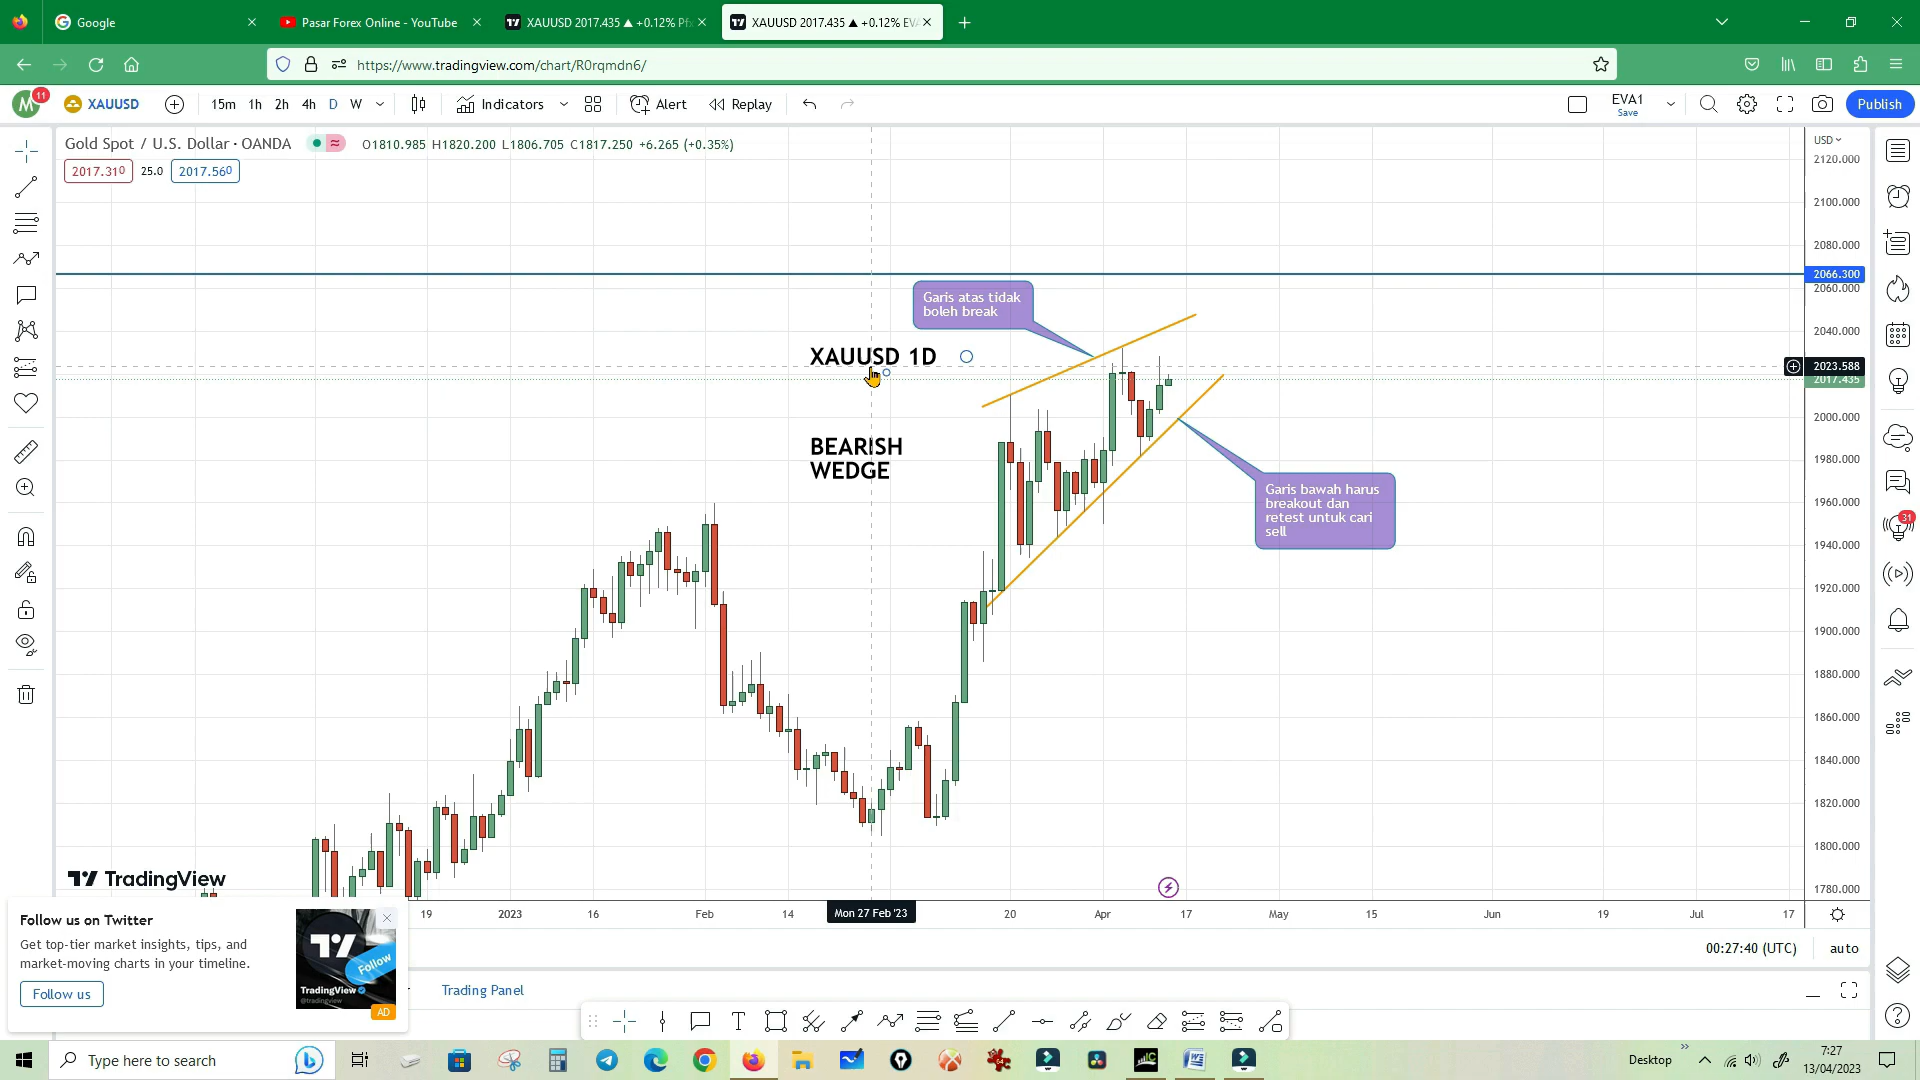 Google
Pasar Forex Online - YouTube
XAUUSD 2017.435 ▲ +0.12% Pf
XAUUSD 2017.435 ▲ +0.12% EV
https://www.tradingview.com/chart/R0rqmdn6/
M
11
XAUUSD
15m 1h 2h 4h D W
Indicators
Alert
Replay
EVA1
Save
Publish
Gold Spot / U.S. Dollar · OANDA
O1810.985 H1820.200 L1806.705 C1817.250 +6.265 (+0.35%)
2017.310
25.0
2017.560
USD
2120.000
2100.000
2080.000
2066.300
2060.000
2040.000
2023.588
2017.435
2000.000
1980.000
1960.000
1940.000
1920.000
1900.000
1880.000
1860.000
1840.000
1820.000
1800.000
1780.000
Garis atas tidak
boleh break
XAUUSD 1D
BEARISH
WEDGE
Garis bawah harus
breakout dan
retest untuk cari
sell
31
TradingView
19 2023 16 Feb 14 Mon 27 Feb '23 20 Apr 17 May 15 Jun 19 Jul 17
Follow us on Twitter
Get top-tier market insights, tips, and
market-moving charts in your timeline.
Follow us
Follow
TradingView
@tradingview
AD
00:27:40 (UTC)
auto
Trading Panel
Type here to search
Desktop
7:27
13/04/2023